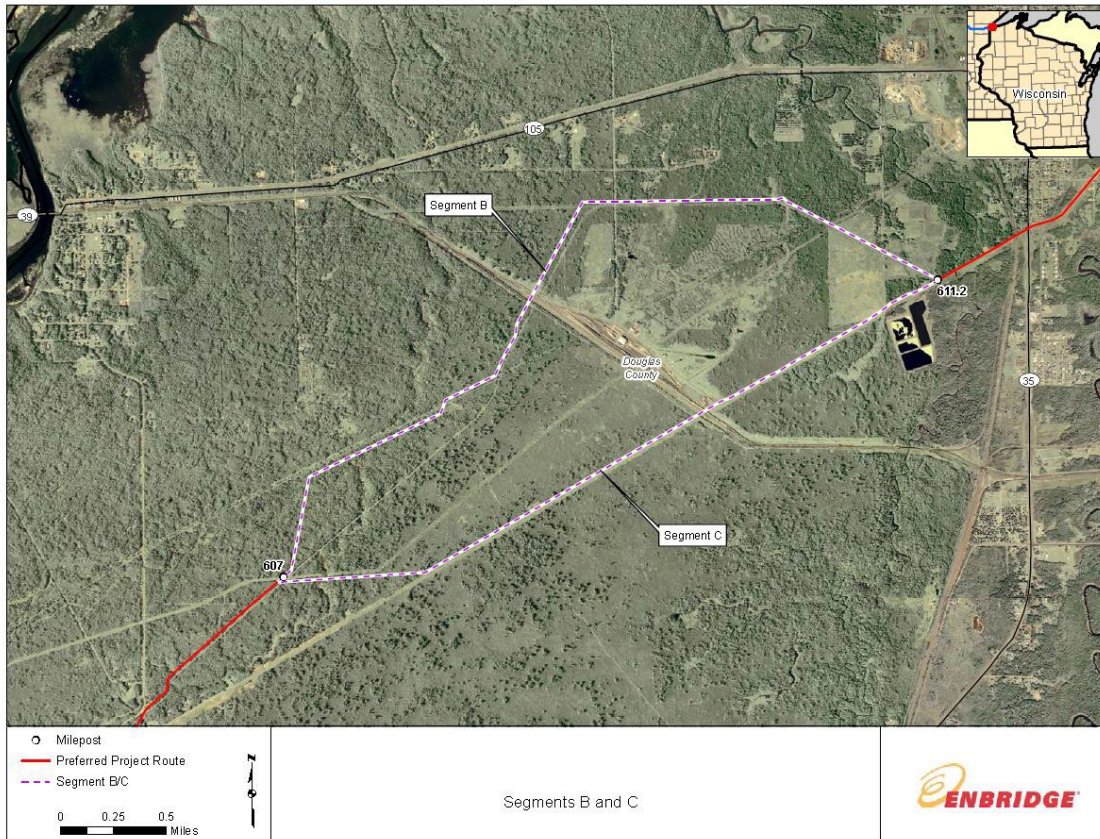 Wisconsin
105
39
Segment B
611.2
Douglas
County
35
Segment C
607
Milepost
Preferred Project Route
Segment B/C
N
0 0.25 0.5
Miles
Segments B and C
ENBRIDGE®